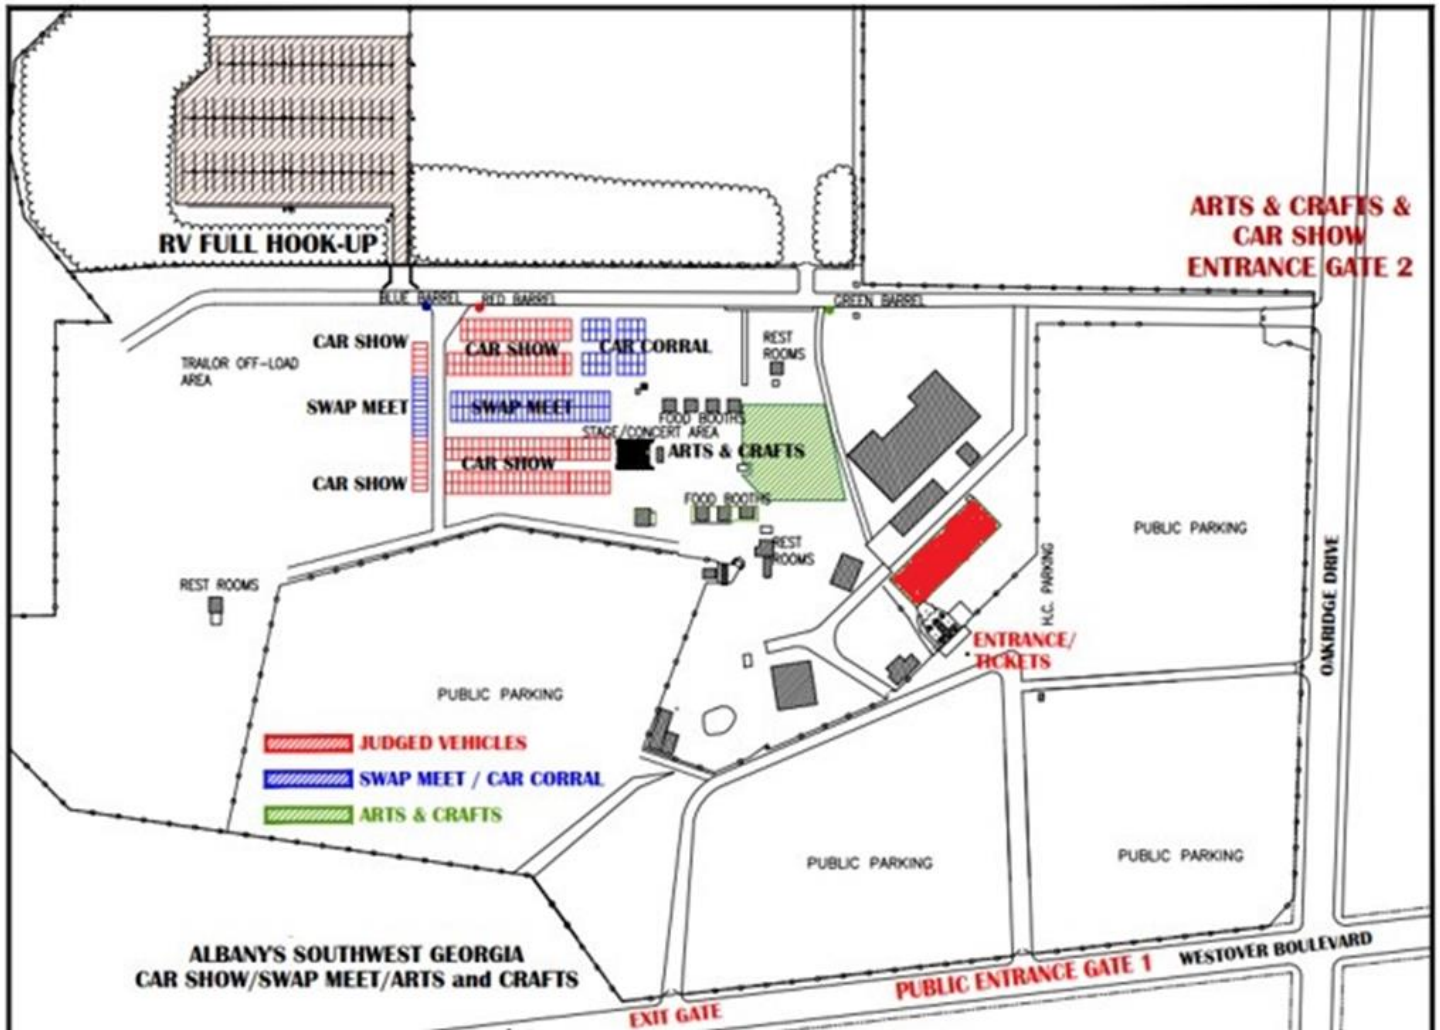 ARTS & CRAFTS &
CAR SHOW
ENTRANCE GATE 2
RV FULL HOOK-UP
BLUE BARREL
RED BARREL
GREEN BARREL
CAR SHOW
CAR SHOW
CAR CORRAL
REST
ROOMS
TRAILOR OFF-LOAD
AREA
SWAP MEET
SWAP MEET
FOOD BOOTHS
STAGE/CONCERT AREA
ARTS & CRAFTS
CAR SHOW
CAR SHOW
FOOD BOOTHS
PUBLIC PARKING
REST
ROOMS
REST ROOMS
H.C. PARKING
OAKRIDGE DRIVE
ENTRANCE/
TICKETS
PUBLIC PARKING
JUDGED VEHICLES
SWAP MEET / CAR CORRAL
ARTS & CRAFTS
PUBLIC PARKING
PUBLIC PARKING
ALBANY'S SOUTHWEST GEORGIA
CAR SHOW/SWAP MEET/ARTS and CRAFTS
WESTOVER BOULEVARD
PUBLIC ENTRANCE GATE 1
EXIT GATE